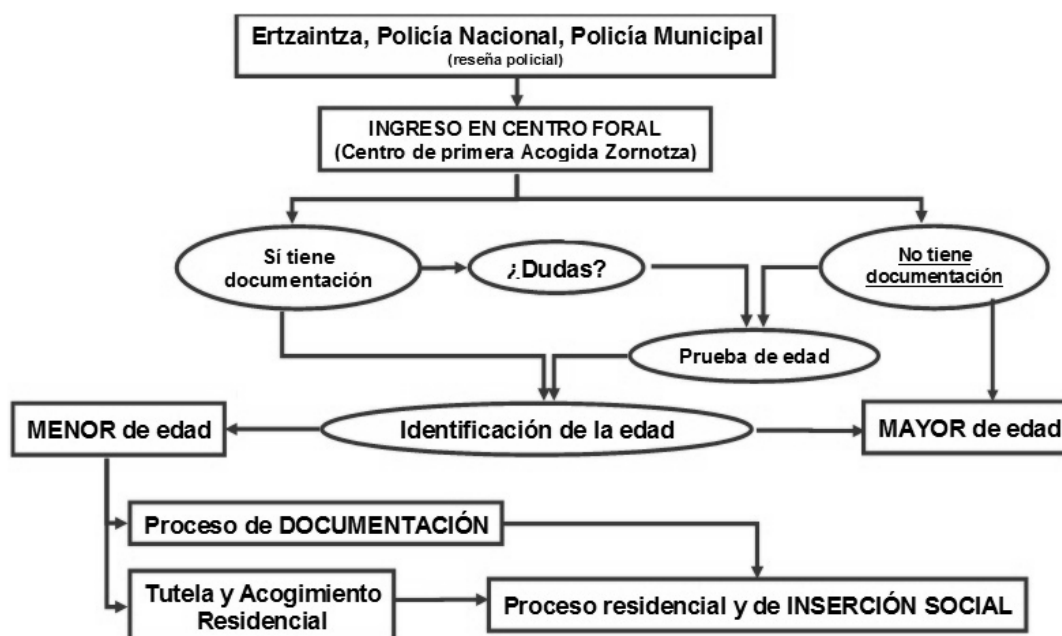 Ertzaintza, Policía Nacional, Policía Municipal
(reseña policial)
INGRESO EN CENTRO FORAL
(Centro de primera Acogida Zornotza)
Sí tiene
documentación
¿Dudas?
No tiene
documentación
Prueba de edad
MENOR de edad
Identificación de la edad
MAYOR de edad
Proceso de DOCUMENTACIÓN
Tutela y Acogimiento
Residencial
Proceso residencial y de INSERCIÓN SOCIAL